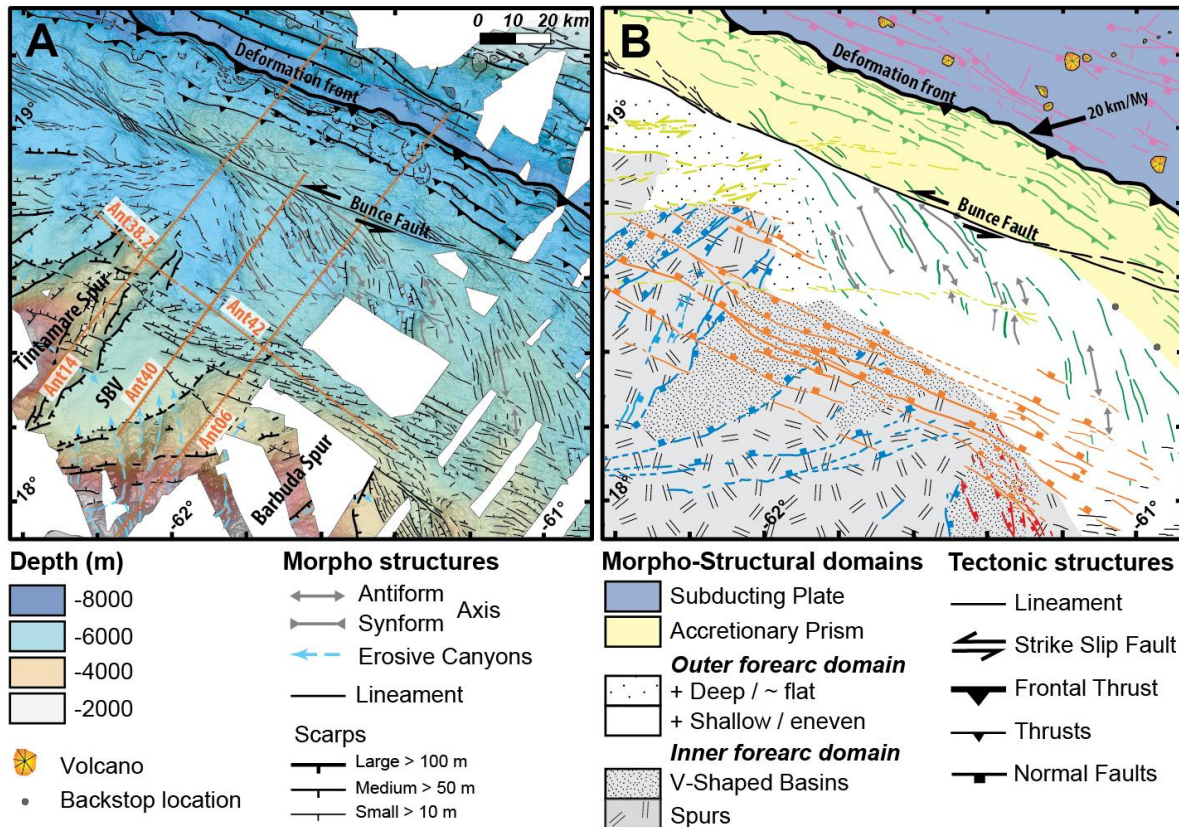 A
0 10 20 km
Deformation front
19°
Bunce Fault
Ant38.2
Tintamare Spur
Ant42
Ant14
SBV
Ant40
Ant06
Barbuda Spur
18°
-62°
-61°
B
Deformation front
20 km/My
19°
Bunce Fault
18°
-62°
-61°
Depth (m)
-8000
-6000
-4000
-2000
Volcano
Backstop location
Morpho structures
Antiform
Axis
Synform
Erosive Canyons
Lineament
Scarps
Large > 100 m
Medium > 50 m
Small > 10 m
Morpho-Structural domains
Subducting Plate
Accretionary Prism
Outer forearc domain
+ Deep / ~ flat
+ Shallow / eneven
Inner forearc domain
V-Shaped Basins
Spurs
Tectonic structures
Lineament
Strike Slip Fault
Frontal Thrust
Thrusts
Normal Faults